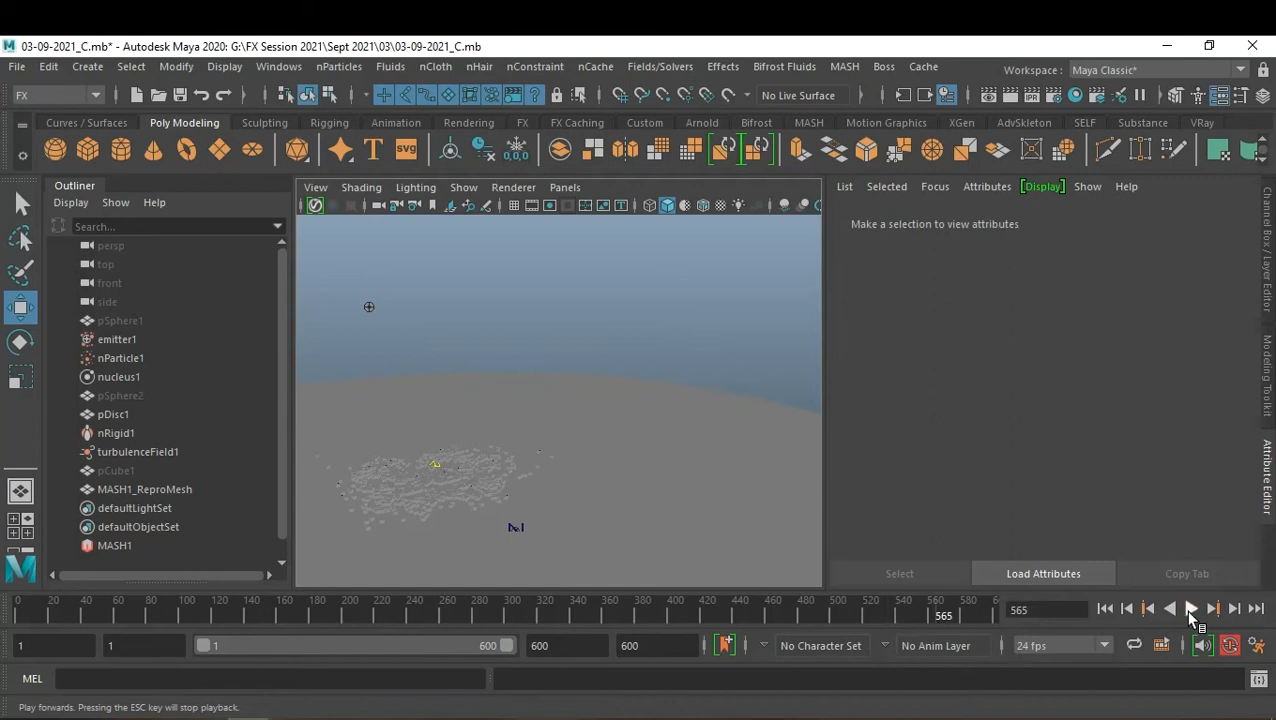 03-09-2021_C.mb* - Autodesk Maya 2020: G:\FX Session 2021\Sept 2021\03\03-09-2021_C.mb
File Edit Create Select Modify Display Windows nParticles Fluids nCloth nHair nConstraint nCache Fields/Solvers Effects Bifrost Fluids MASH Boss Cache Workspace : Maya Classic*
FX No Live Surface
Curves / Surfaces Poly Modeling Sculpting Rigging Animation Rendering FX FX Caching Custom Arnold Bifrost MASH Motion Graphics XGen AdvSkeleton SELF Substance VRay
SVG 0,0,0
Outliner
Display Show Help
Search...
persp
top
front
side
pSphere1
emitter1
nParticle1
nucleus1
pSphere2
pDisc1
nRigid1
turbulenceField1
pCube1
MASH1_ReproMesh
defaultLightSet
defaultObjectSet
MASH1
View Shading Lighting Show Renderer Panels
List Selected Focus Attributes Display Show Help
Make a selection to view attributes
Select Load Attributes Copy Tab
Channel Box / Layer Editor
Modeling Toolkit
Attribute Editor
0 20 40 60 80 100 120 140 160 180 200 220 240 260 280 300 320 340 360 380 400 420 440 460 480 500 520 540 560 580 6
565 565
1 1 1 600 600 600 No Character Set No Anim Layer 24 fps
MEL
Play forwards. Pressing the ESC key will stop playback.